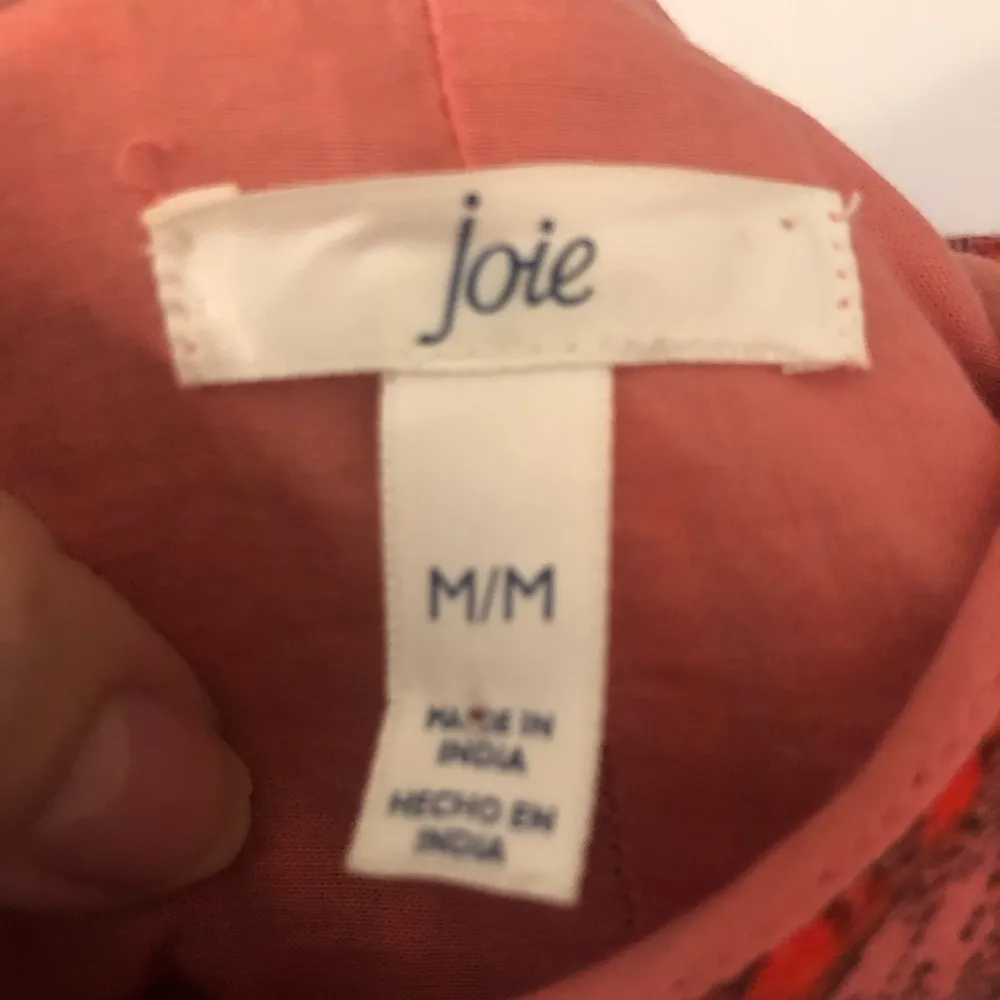 joie
M/M
MADE IN
INDIA
HECHO EN
INDIA